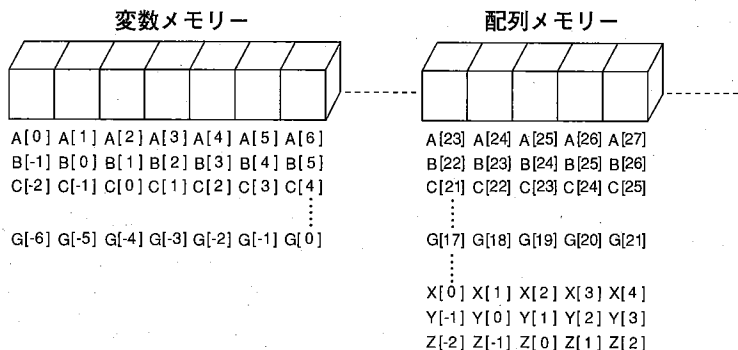 変数メモリー 配列メモリー
A[0] A[1] A[2] A[3] A[4] A[5] A[6] A[23] A[24] A[25] A[26] A[27]
B[-1] B[0] B[1] B[2] B[3] B[4] B[5] B[22] B[23] B[24] B[25] B[26]
C[-2] C[-1] C[0] C[1] C[2] C[3] C[4] C[21] C[22] C[23] C[24] C[25]
G[-6] G[-5] G[-4] G[-3] G[-2] G[-1] G[0] G[17] G[18] G[19] G[20] G[21]
X[0] X[1] X[2] X[3] X[4]
Y[-1] Y[0] Y[1] Y[2] Y[3]
Z[-2] Z[-1] Z[0] Z[1] Z[2]